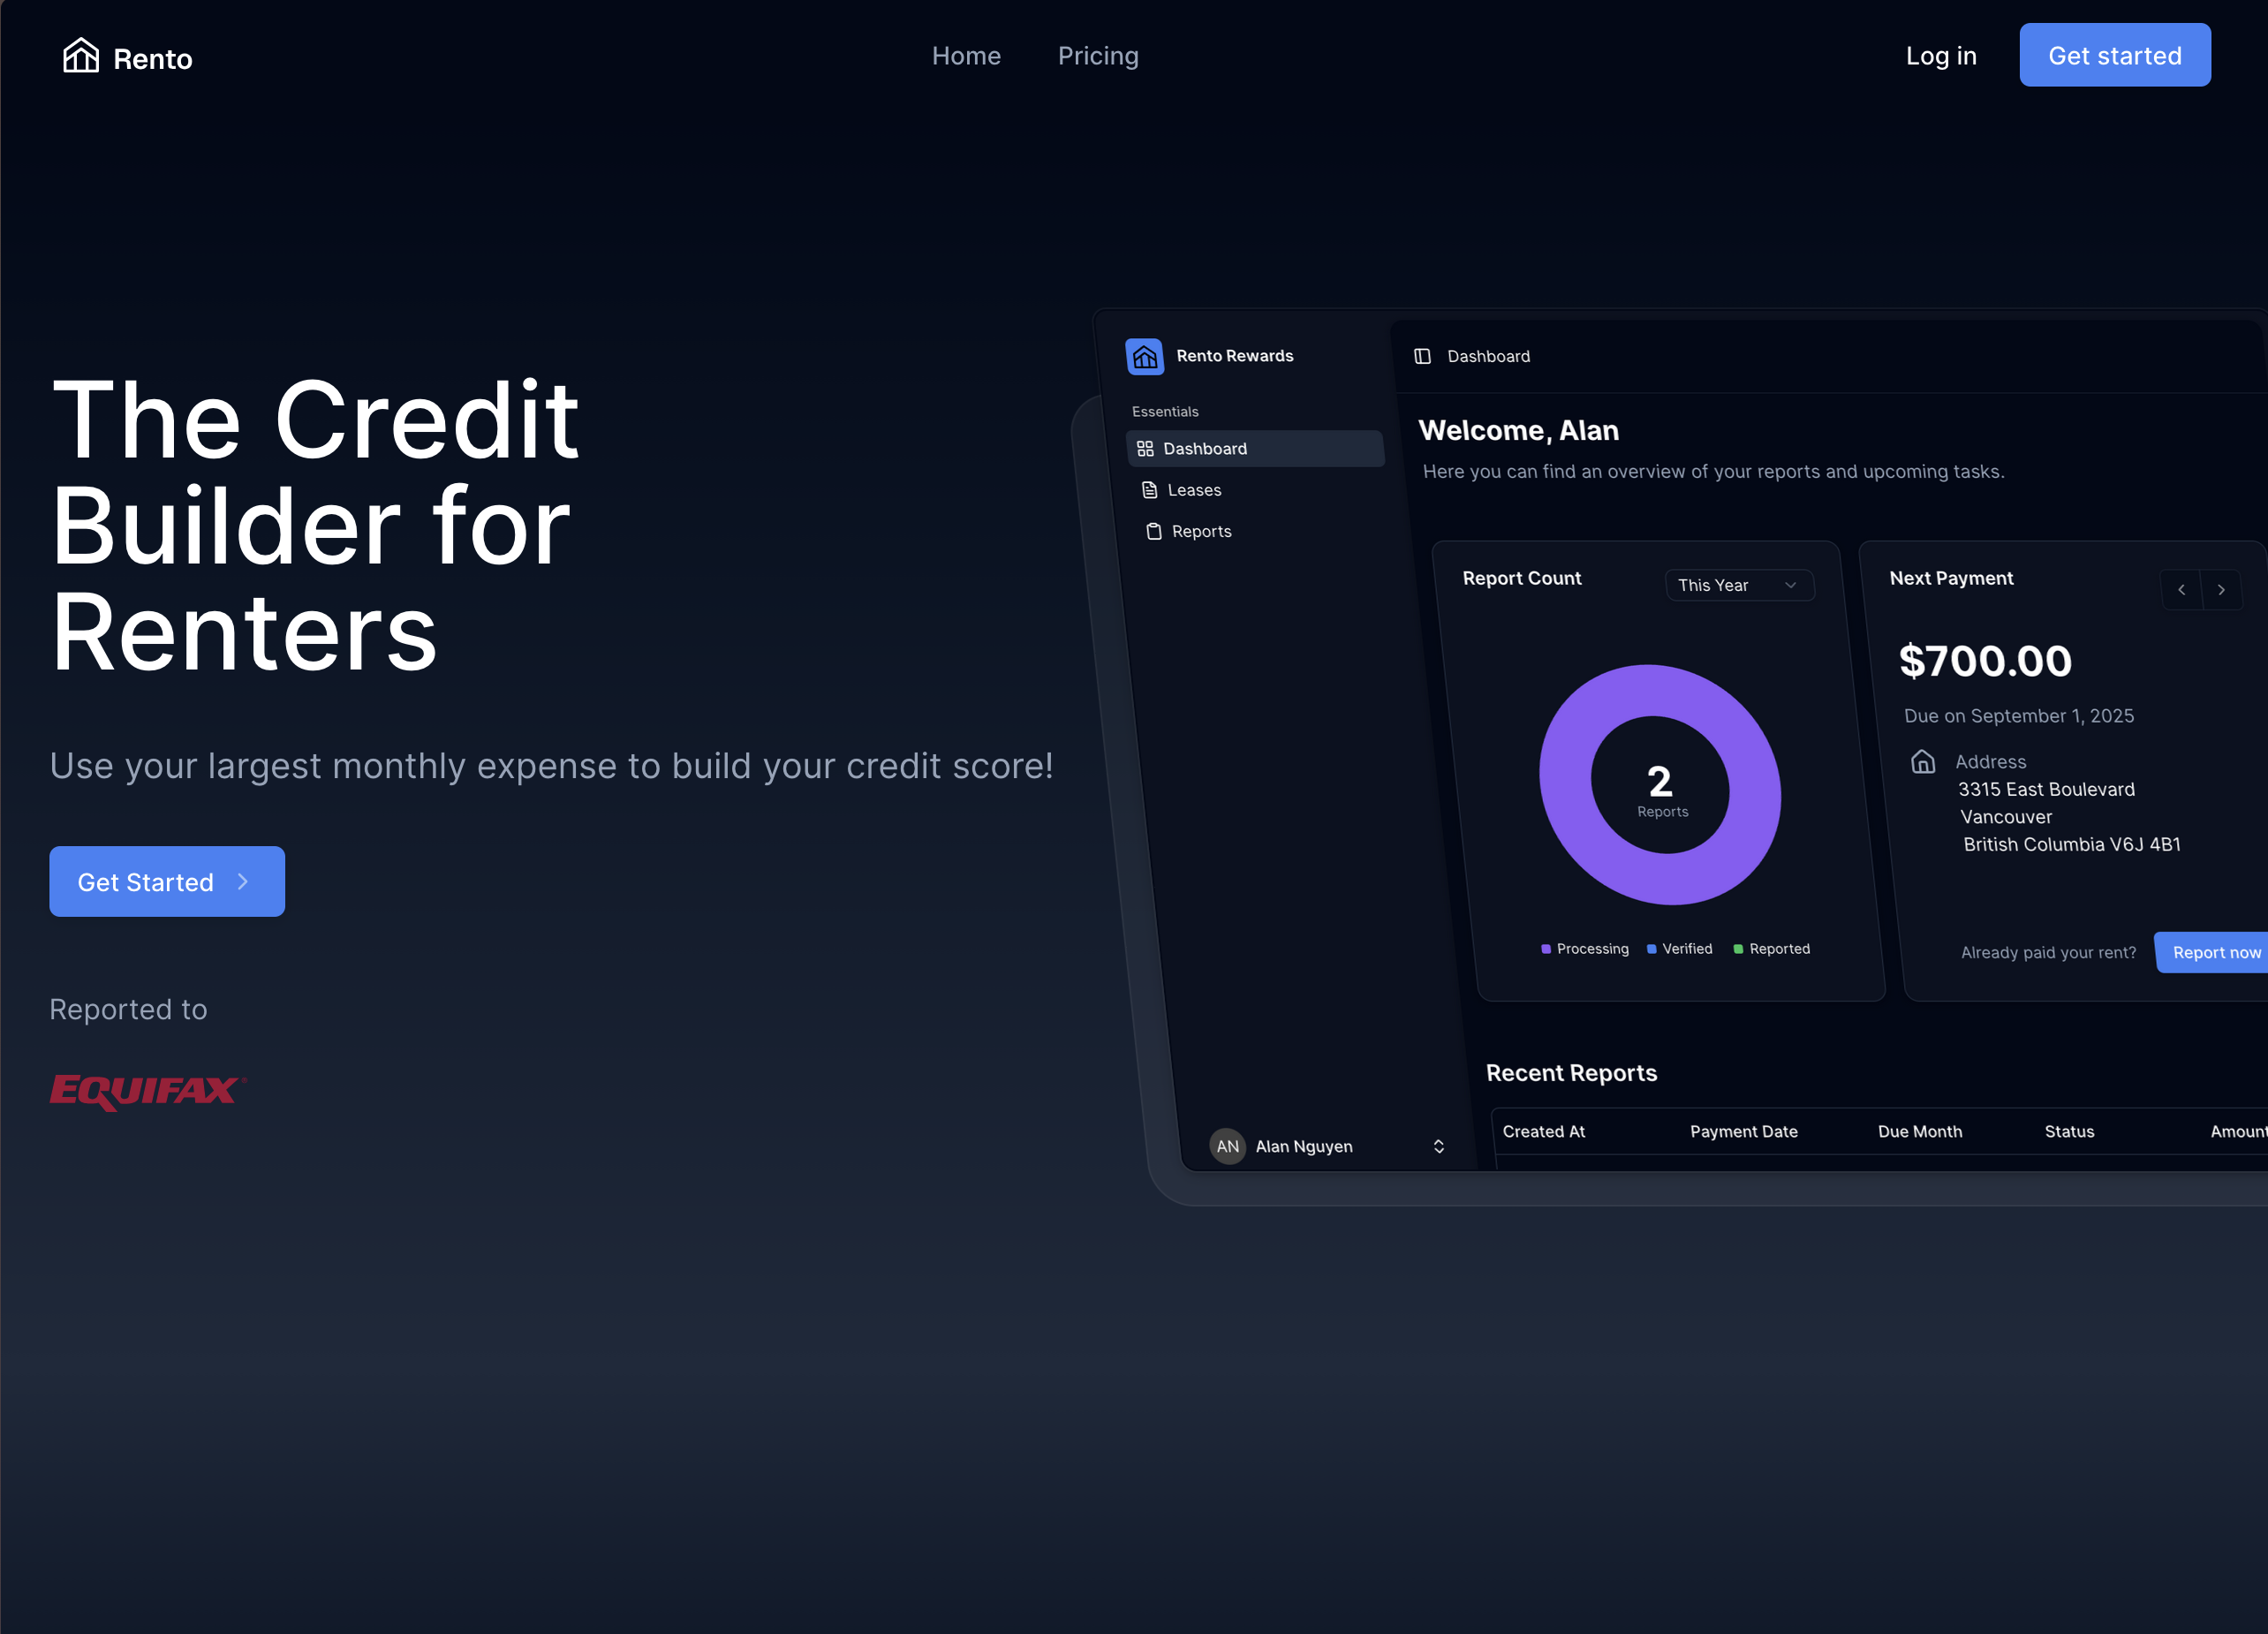 Rento
Home
Pricing
Log in
Get started
The Credit
Builder for
Renters
Use your largest monthly expense to build your credit score!
Get Started
Reported to
EQUIFAX®
Rento Rewards
Essentials
Dashboard
Leases
Reports
AN
Alan Nguyen
Dashboard
Welcome, Alan
Here you can find an overview of your reports and upcoming tasks.
Report Count
This Year
2
Reports
Processing
Verified
Reported
Next Payment
$700.00
Due on September 1, 2025
Address
3315 East Boulevard
Vancouver
British Columbia V6J 4B1
Already paid your rent?
Report now
Recent Reports
Created At
Payment Date
Due Month
Status
Amount